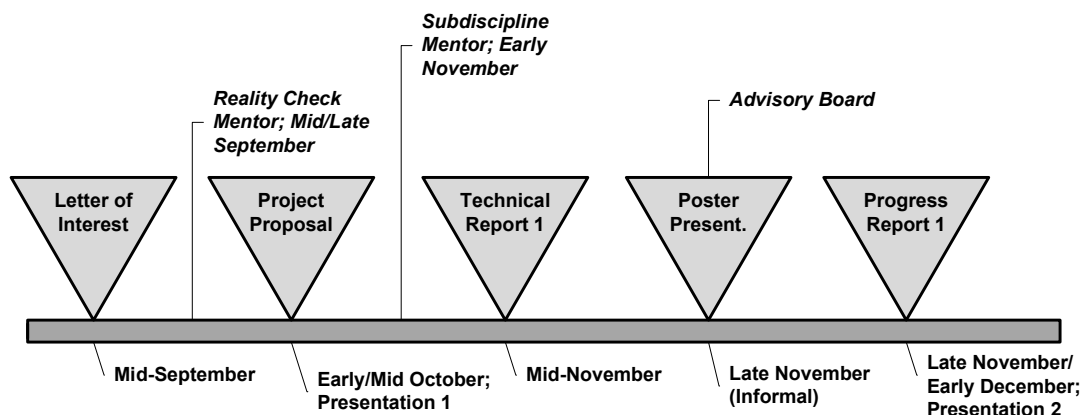 Subdiscipline
Mentor; Early
November
Reality Check
Mentor; Mid/Late
September
Advisory Board
Letter of
Interest
Project
Proposal
Technical
Report 1
Poster
Present.
Progress
Report 1
Mid-September
Early/Mid October;
Presentation 1
Mid-November
Late November
(Informal)
Late November/
Early December;
Presentation 2